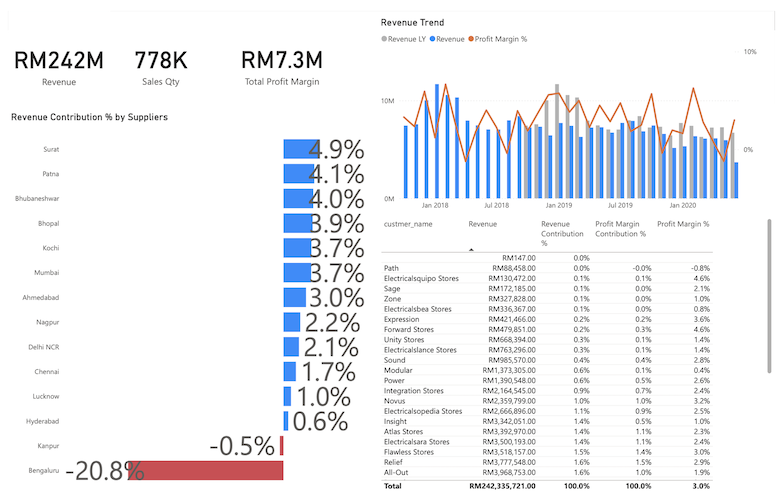 RM242M
Revenue
778K
Sales Qty
RM7.3M
Total Profit Margin
Revenue Contribution % by Suppliers
Surat 4.9%
Patna 4.1%
Bhubaneshwar 4.0%
Bhopal 3.9%
Kochi 3.7%
Mumbai 3.7%
Ahmedabad 3.0%
Nagpur 2.2%
Delhi NCR 2.1%
Chennai 1.7%
Lucknow 1.0%
Hyderabad 0.6%
Kanpur -0.5%
Bengaluru -20.8%
Revenue Trend
Revenue LY Revenue Profit Margin %
10%
10M
0%
0M
Jan 2018 Jul 2018 Jan 2019 Jul 2019 Jan 2020
custmer_name Revenue Revenue Profit Margin Profit Margin %
Contribution Contribution %
%
RM147.00 0.0%
Path RM88,458.00 0.0% -0.0% -0.8%
Electricalsquipo Stores RM130,472.00 0.1% 0.1% 4.6%
Sage RM172,185.00 0.1% 0.0% 2.1%
Zone RM327,828.00 0.1% 0.0% 1.0%
Electricalsbea Stores RM336,367.00 0.1% 0.0% 0.8%
Expression RM421,466.00 0.2% 0.2% 3.6%
Forward Stores RM479,851.00 0.2% 0.3% 4.6%
Unity Stores RM668,394.00 0.3% 0.1% 1.4%
Electricalslance Stores RM763,296.00 0.3% 0.1% 1.4%
Sound RM985,570.00 0.4% 0.4% 2.8%
Modular RM1,373,305.00 0.6% 0.1% 0.4%
Power RM1,390,548.00 0.6% 0.5% 2.6%
Integration Stores RM2,164,545.00 0.9% 0.7% 2.4%
Novus RM2,359,799.00 1.0% 1.0% 3.2%
Electricalsopedia Stores RM2,666,896.00 1.1% 0.9% 2.5%
Insight RM3,342,051.00 1.4% 0.5% 1.0%
Atlas Stores RM3,392,970.00 1.4% 1.1% 2.3%
Electricalsara Stores RM3,500,193.00 1.4% 1.1% 2.4%
Flawless Stores RM3,518,157.00 1.5% 1.4% 3.0%
Relief RM3,777,548.00 1.6% 1.5% 2.9%
All-Out RM3,968,753.00 1.6% 1.0% 1.9%
Total RM242,335,721.00 100.0% 100.0% 3.0%